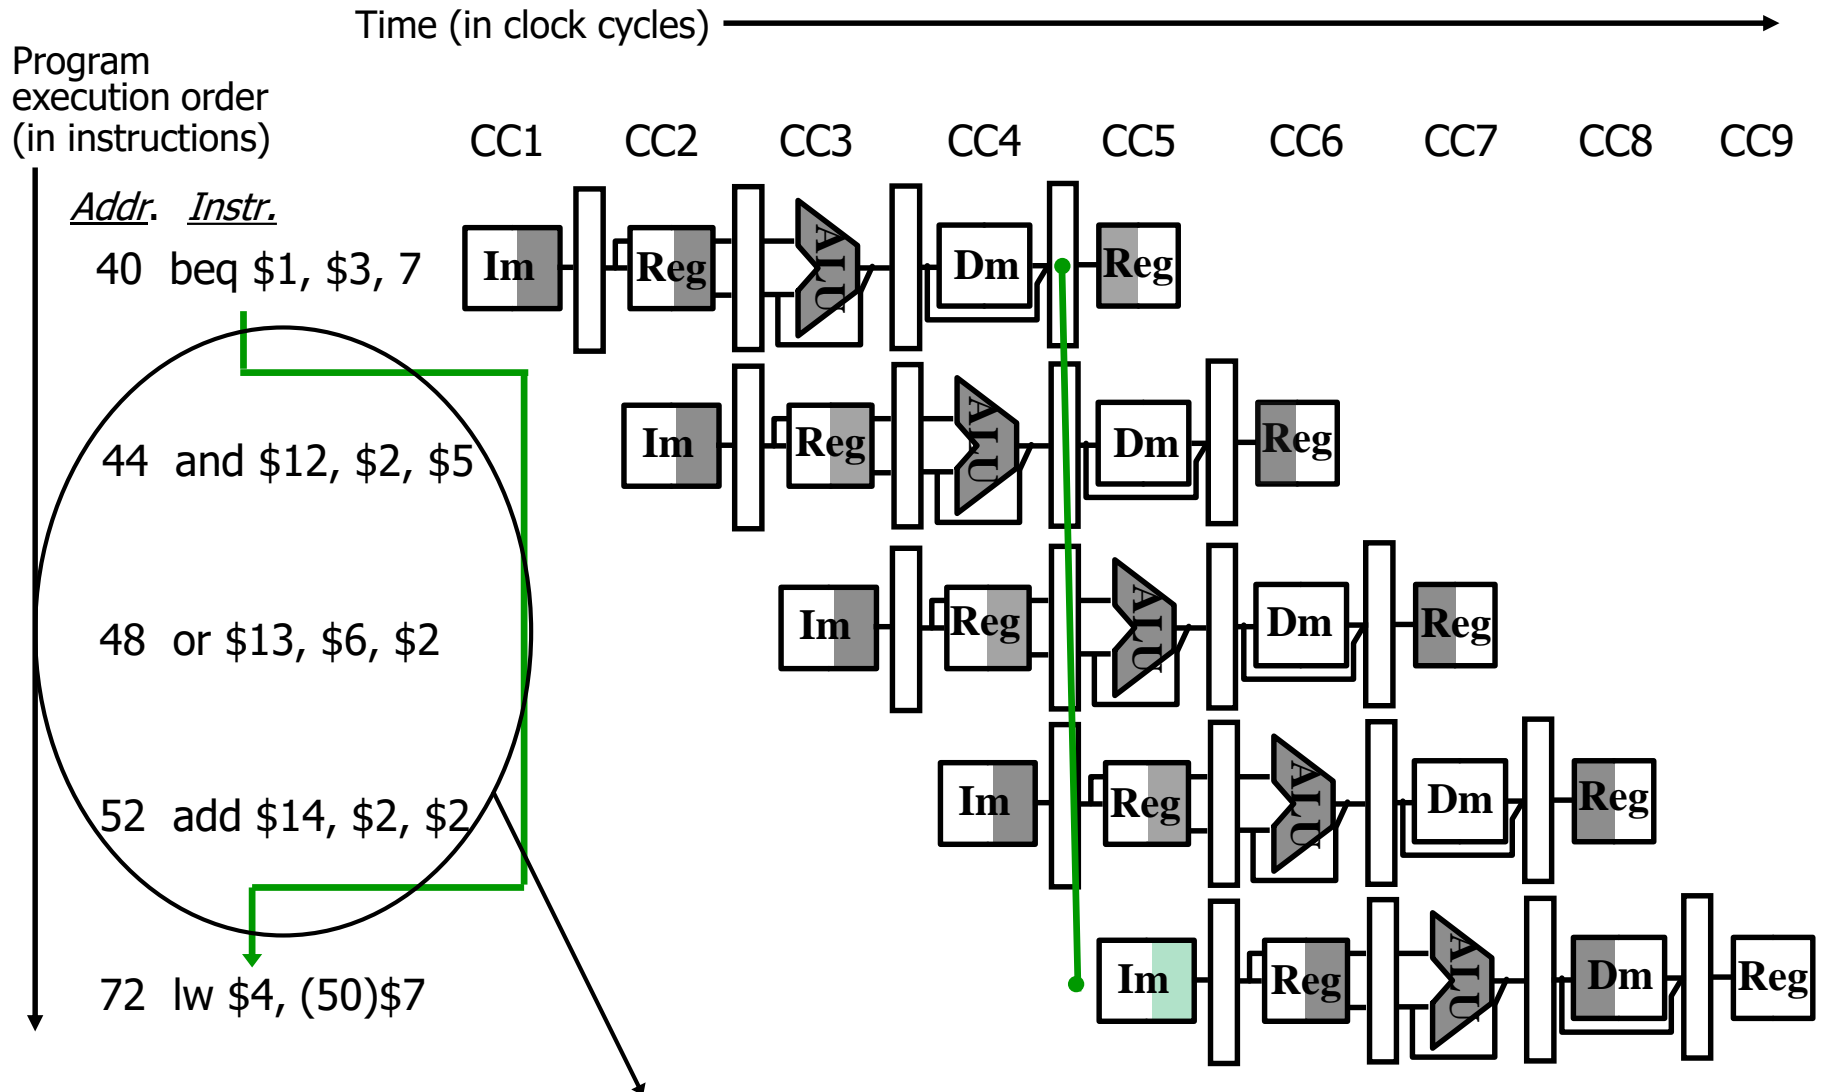 Time (in clock cycles)
Program
execution order
(in instructions)
CC1 CC2 CC3 CC4 CC5 CC6 CC7 CC8 CC9
Addr. Instr.
40 beq $1, $3, 7
Im Reg ALU Dm Reg
44 and $12, $2, $5
Im Reg ALU Dm Reg
48 or $13, $6, $2
Im Reg ALU Dm Reg
52 add $14, $2, $2
Im Reg ALU Dm Reg
72 lw $4, (50)$7
Im Reg ALU Dm Reg